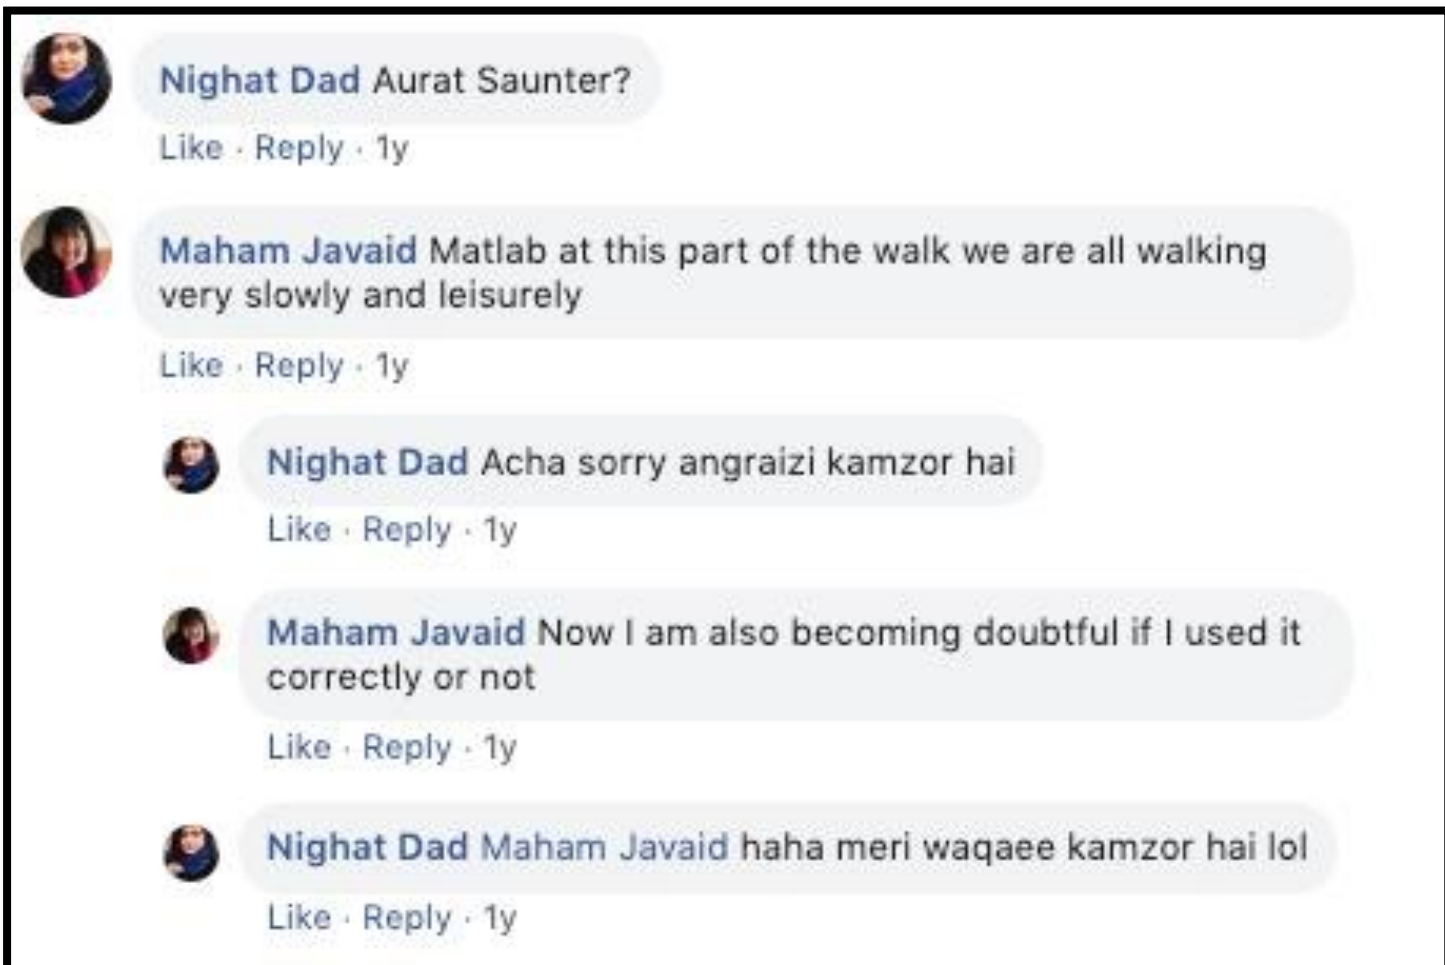 Nighat Dad Aurat Saunter?
Like · Reply · 1y
Maham Javaid Matlab at this part of the walk we are all walking
very slowly and leisurely
Like · Reply · 1y
Nighat Dad Acha sorry angraizi kamzor hai
Like · Reply · 1y
Maham Javaid Now I am also becoming doubtful if I used it
correctly or not
Like · Reply · 1y
Nighat Dad Maham Javaid haha meri waqaee kamzor hai lol
Like · Reply · 1y